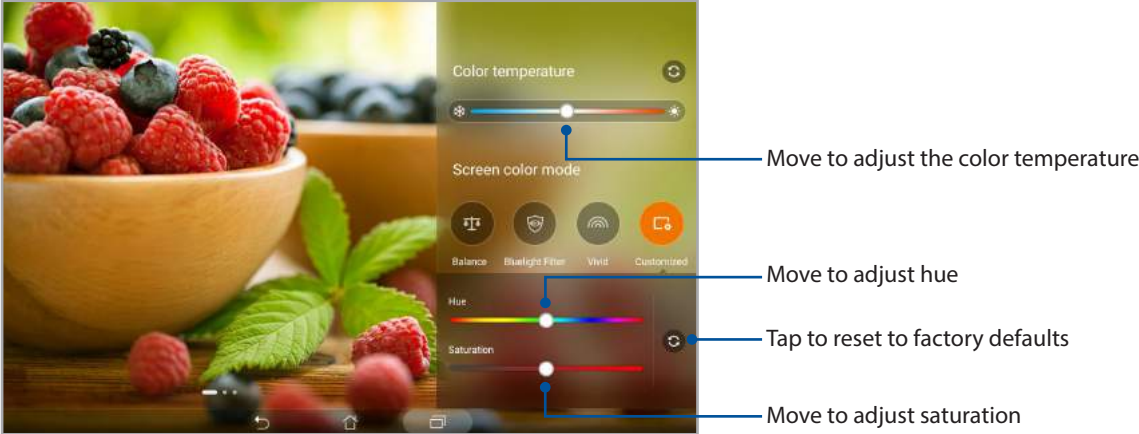 Color temperature
Move to adjust the color temperature
Screen color mode
Balance
Bluelight Filter
Vivid
Customized
Move to adjust hue
Hue
Tap to reset to factory defaults
Saturation
Move to adjust saturation